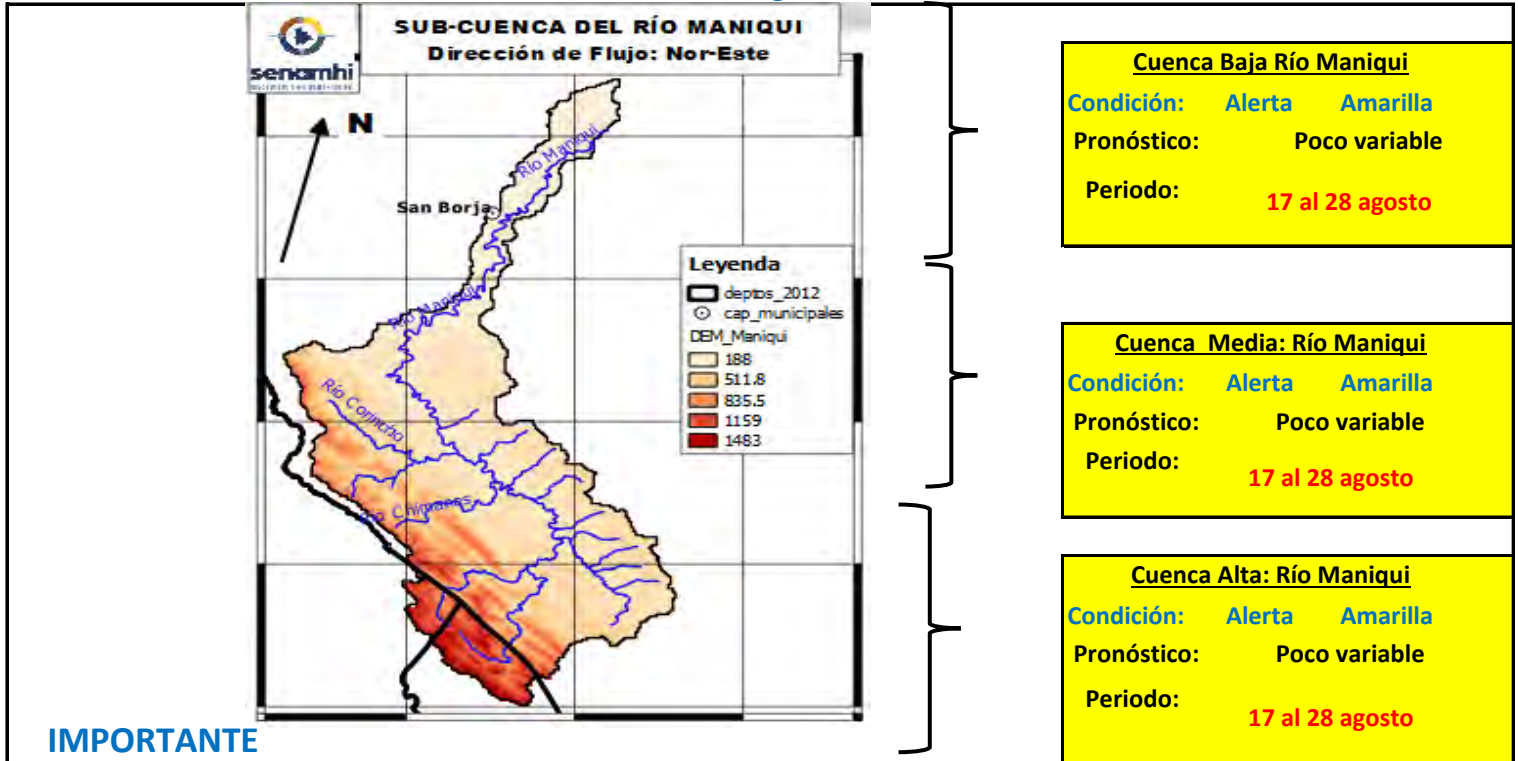 senamhi
SUB-CUENCA DEL RÍO MANIQUI
Dirección de Flujo: Nor-Este
N
Río Maniqui
San Borja
Río Maniqui
Río Corincho
Río Chimanes
Leyenda
deptos_2012
cap_municipales
DEM_Maniqui
188
511.8
835.5
1159
1483
Cuenca Baja Río Maniqui
Condición: Alerta Amarilla
Pronóstico: Poco variable
Periodo: 17 al 28 agosto
Cuenca Media: Río Maniqui
Condición: Alerta Amarilla
Pronóstico: Poco variable
Periodo: 17 al 28 agosto
Cuenca Alta: Río Maniqui
Condición: Alerta Amarilla
Pronóstico: Poco variable
Periodo: 17 al 28 agosto
IMPORTANTE